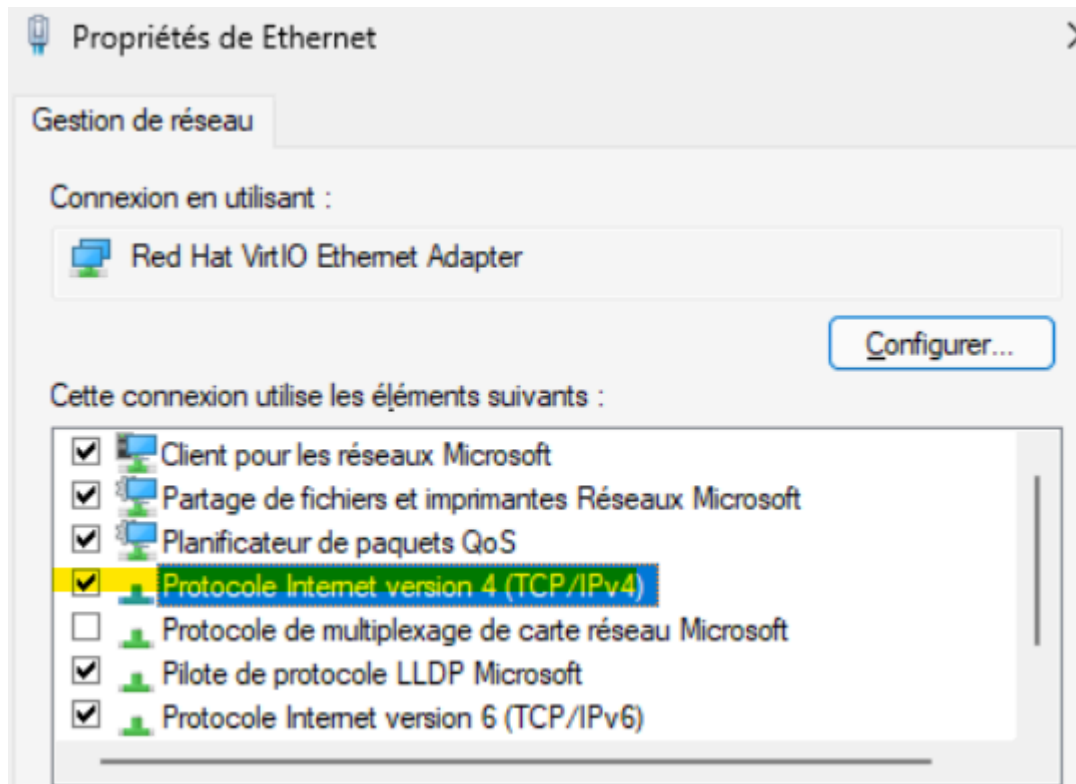 Propriétés de Ethernet
Gestion de réseau
Connexion en utilisant :
Red Hat VirtIO Ethernet Adapter
Configurer...
Cette connexion utilise les éléments suivants :
Client pour les réseaux Microsoft
Partage de fichiers et imprimantes Réseaux Microsoft
Planificateur de paquets QoS
Protocole Internet version 4 (TCP/IPv4)
Protocole de multiplexage de carte réseau Microsoft
Pilote de protocole LLDP Microsoft
Protocole Internet version 6 (TCP/IPv6)